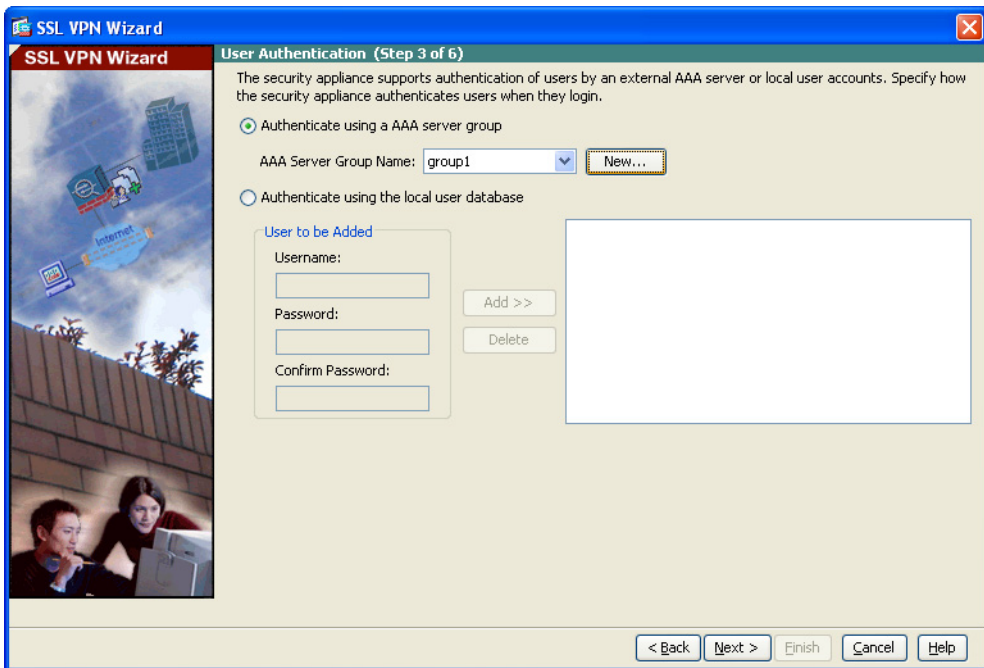 SSL VPN Wizard
SSL VPN Wizard
User Authentication (Step 3 of 6)
The security appliance supports authentication of users by an external AAA server or local user accounts. Specify how
the security appliance authenticates users when they login.
Authenticate using a AAA server group
AAA Server Group Name: group1 New...
Authenticate using the local user database
User to be Added
Username:
Password:
Confirm Password:
Add >>
Delete
Internet
< Back Next > Finish Cancel Help